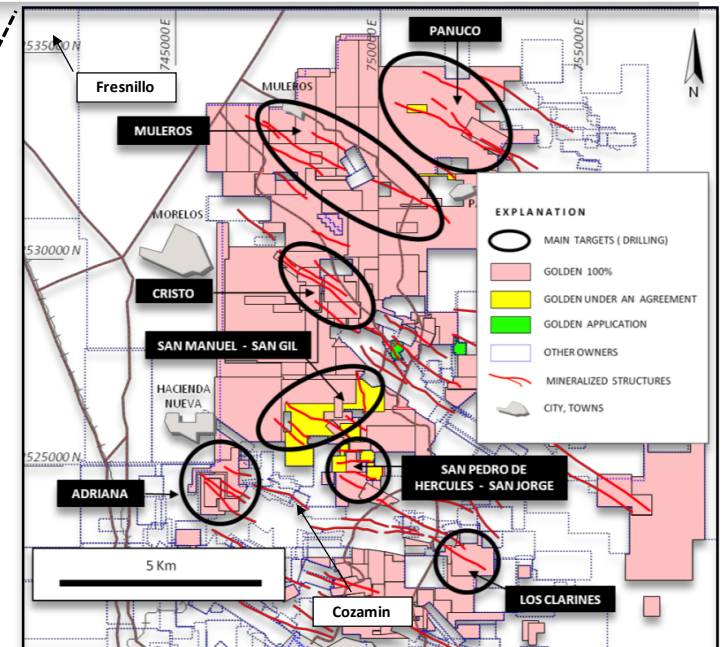 745000 E
750000 E
755000 E
2535000 N
PANUCO
Fresnillo
MULEROS
N
MULEROS
EXPLANATION
MAIN TARGETS ( DRILLING)
MORELOS
2530000 N
GOLDEN 100%
CRISTO
GOLDEN UNDER AN AGREEMENT
GOLDEN APPLICATION
SAN MANUEL - SAN GIL
OTHER OWNERS
MINERALIZED STRUCTURES
HACIENDA
NUEVA
CITY, TOWNS
2525000 N
SAN PEDRO DE
HERCULES - SAN JORGE
ADRIANA
5 Km
LOS CLARINES
Cozamin